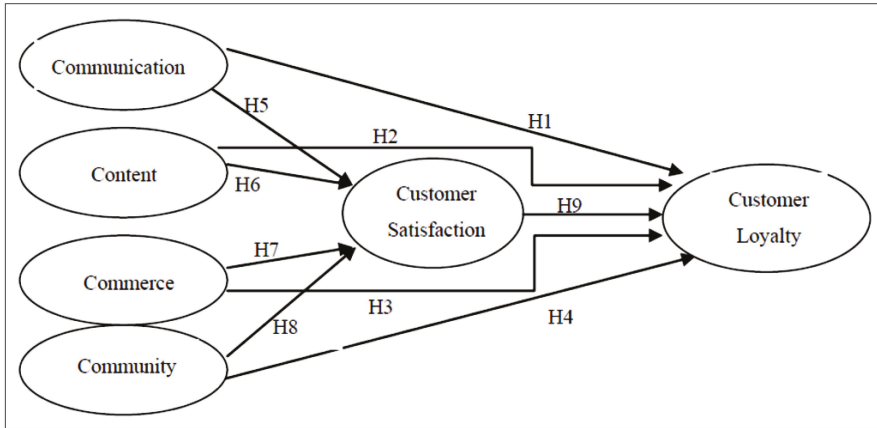 Communication
H5
H1
H2
Content
H6
Customer
Satisfaction
H9
Customer
Loyalty
H7
Commerce
H3
H8
H4
Community